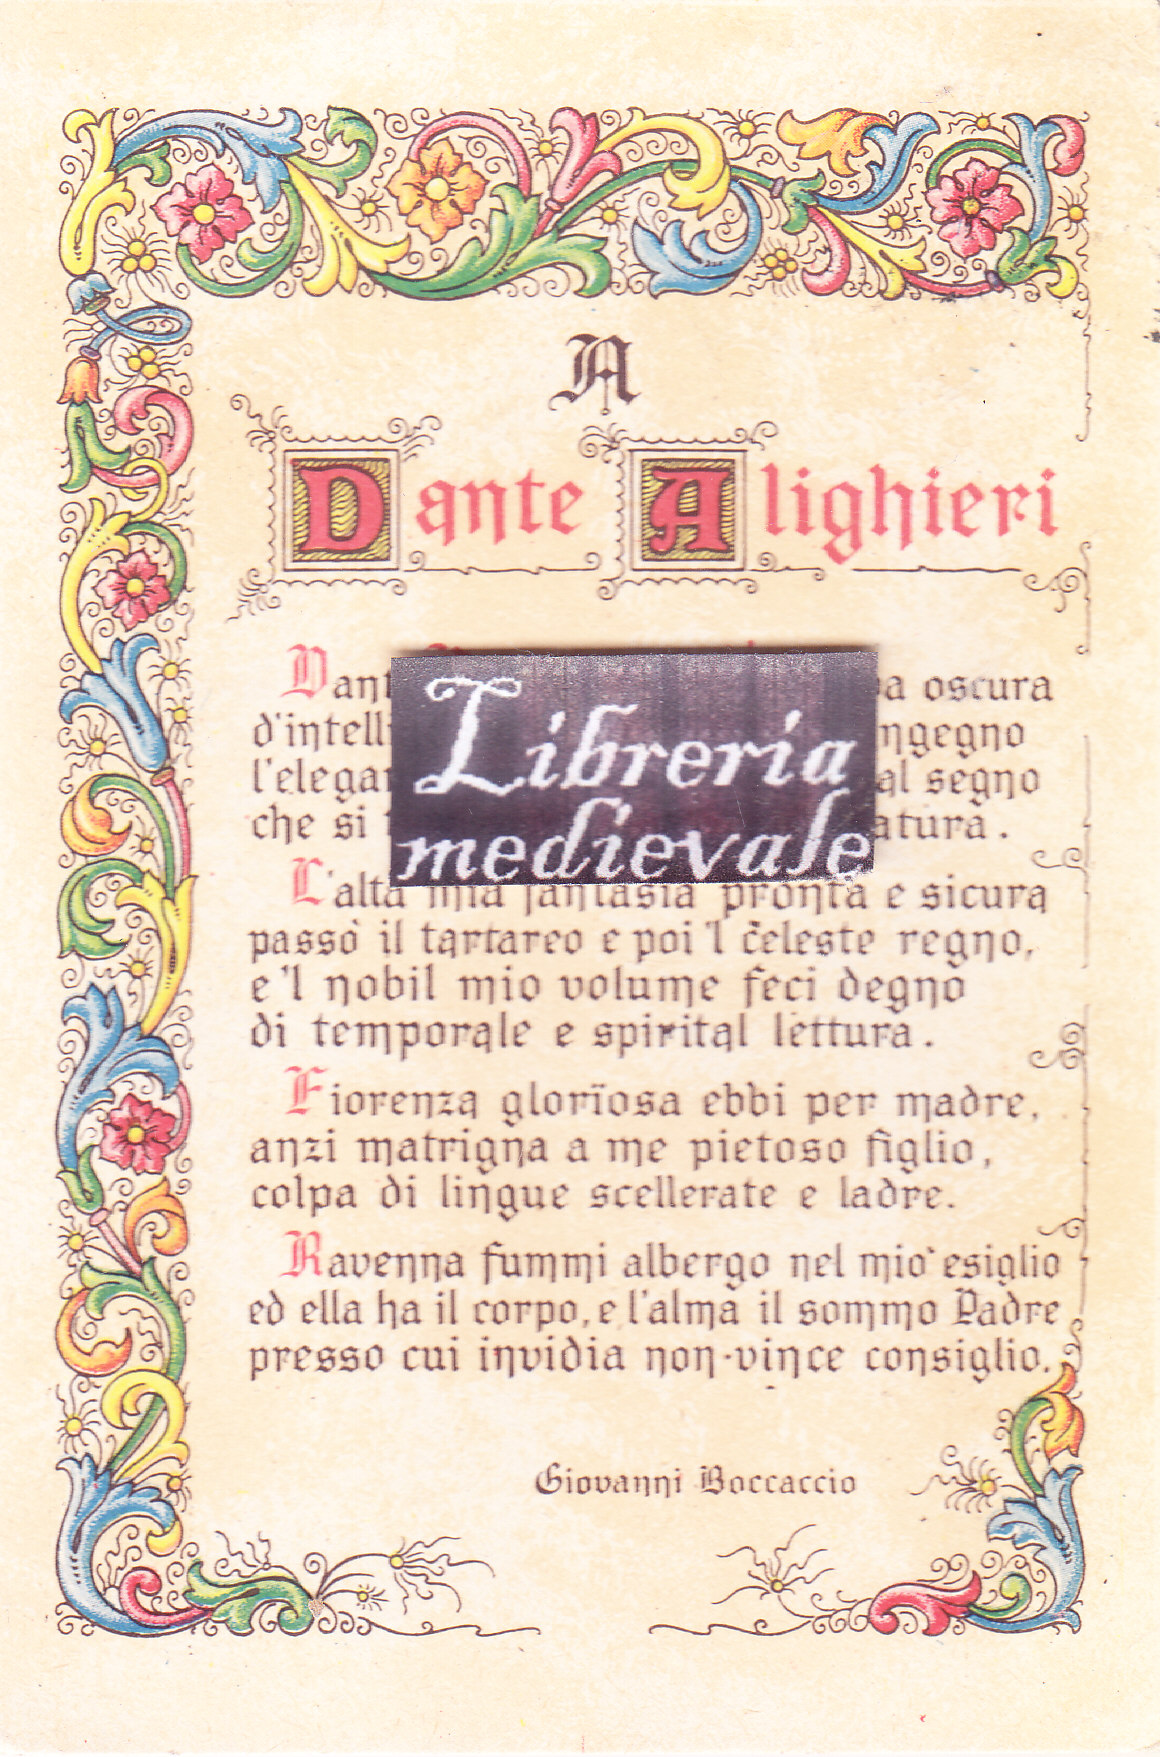 A
Dante Alighieri
oscura
d'intelli
ngegno
l'elega
al segno
che si
atura.
Libreria
medievale
L'alta mia fantasia pronta e sicura
passò il tartareo e poi 'l celeste regno,
e 'l nobil mio volume feci degno
di temporale e spirital lettura.
Fiorenza glorïosa ebbi per madre,
anzi matrigna a me pietoso figlio,
colpa di lingue scellerate e ladre.
Ravenna fummi albergo nel mio esiglio
ed ella ha il corpo, e l'alma il sommo Padre
presso cui invidia non vince consiglio.
Giovanni Boccaccio